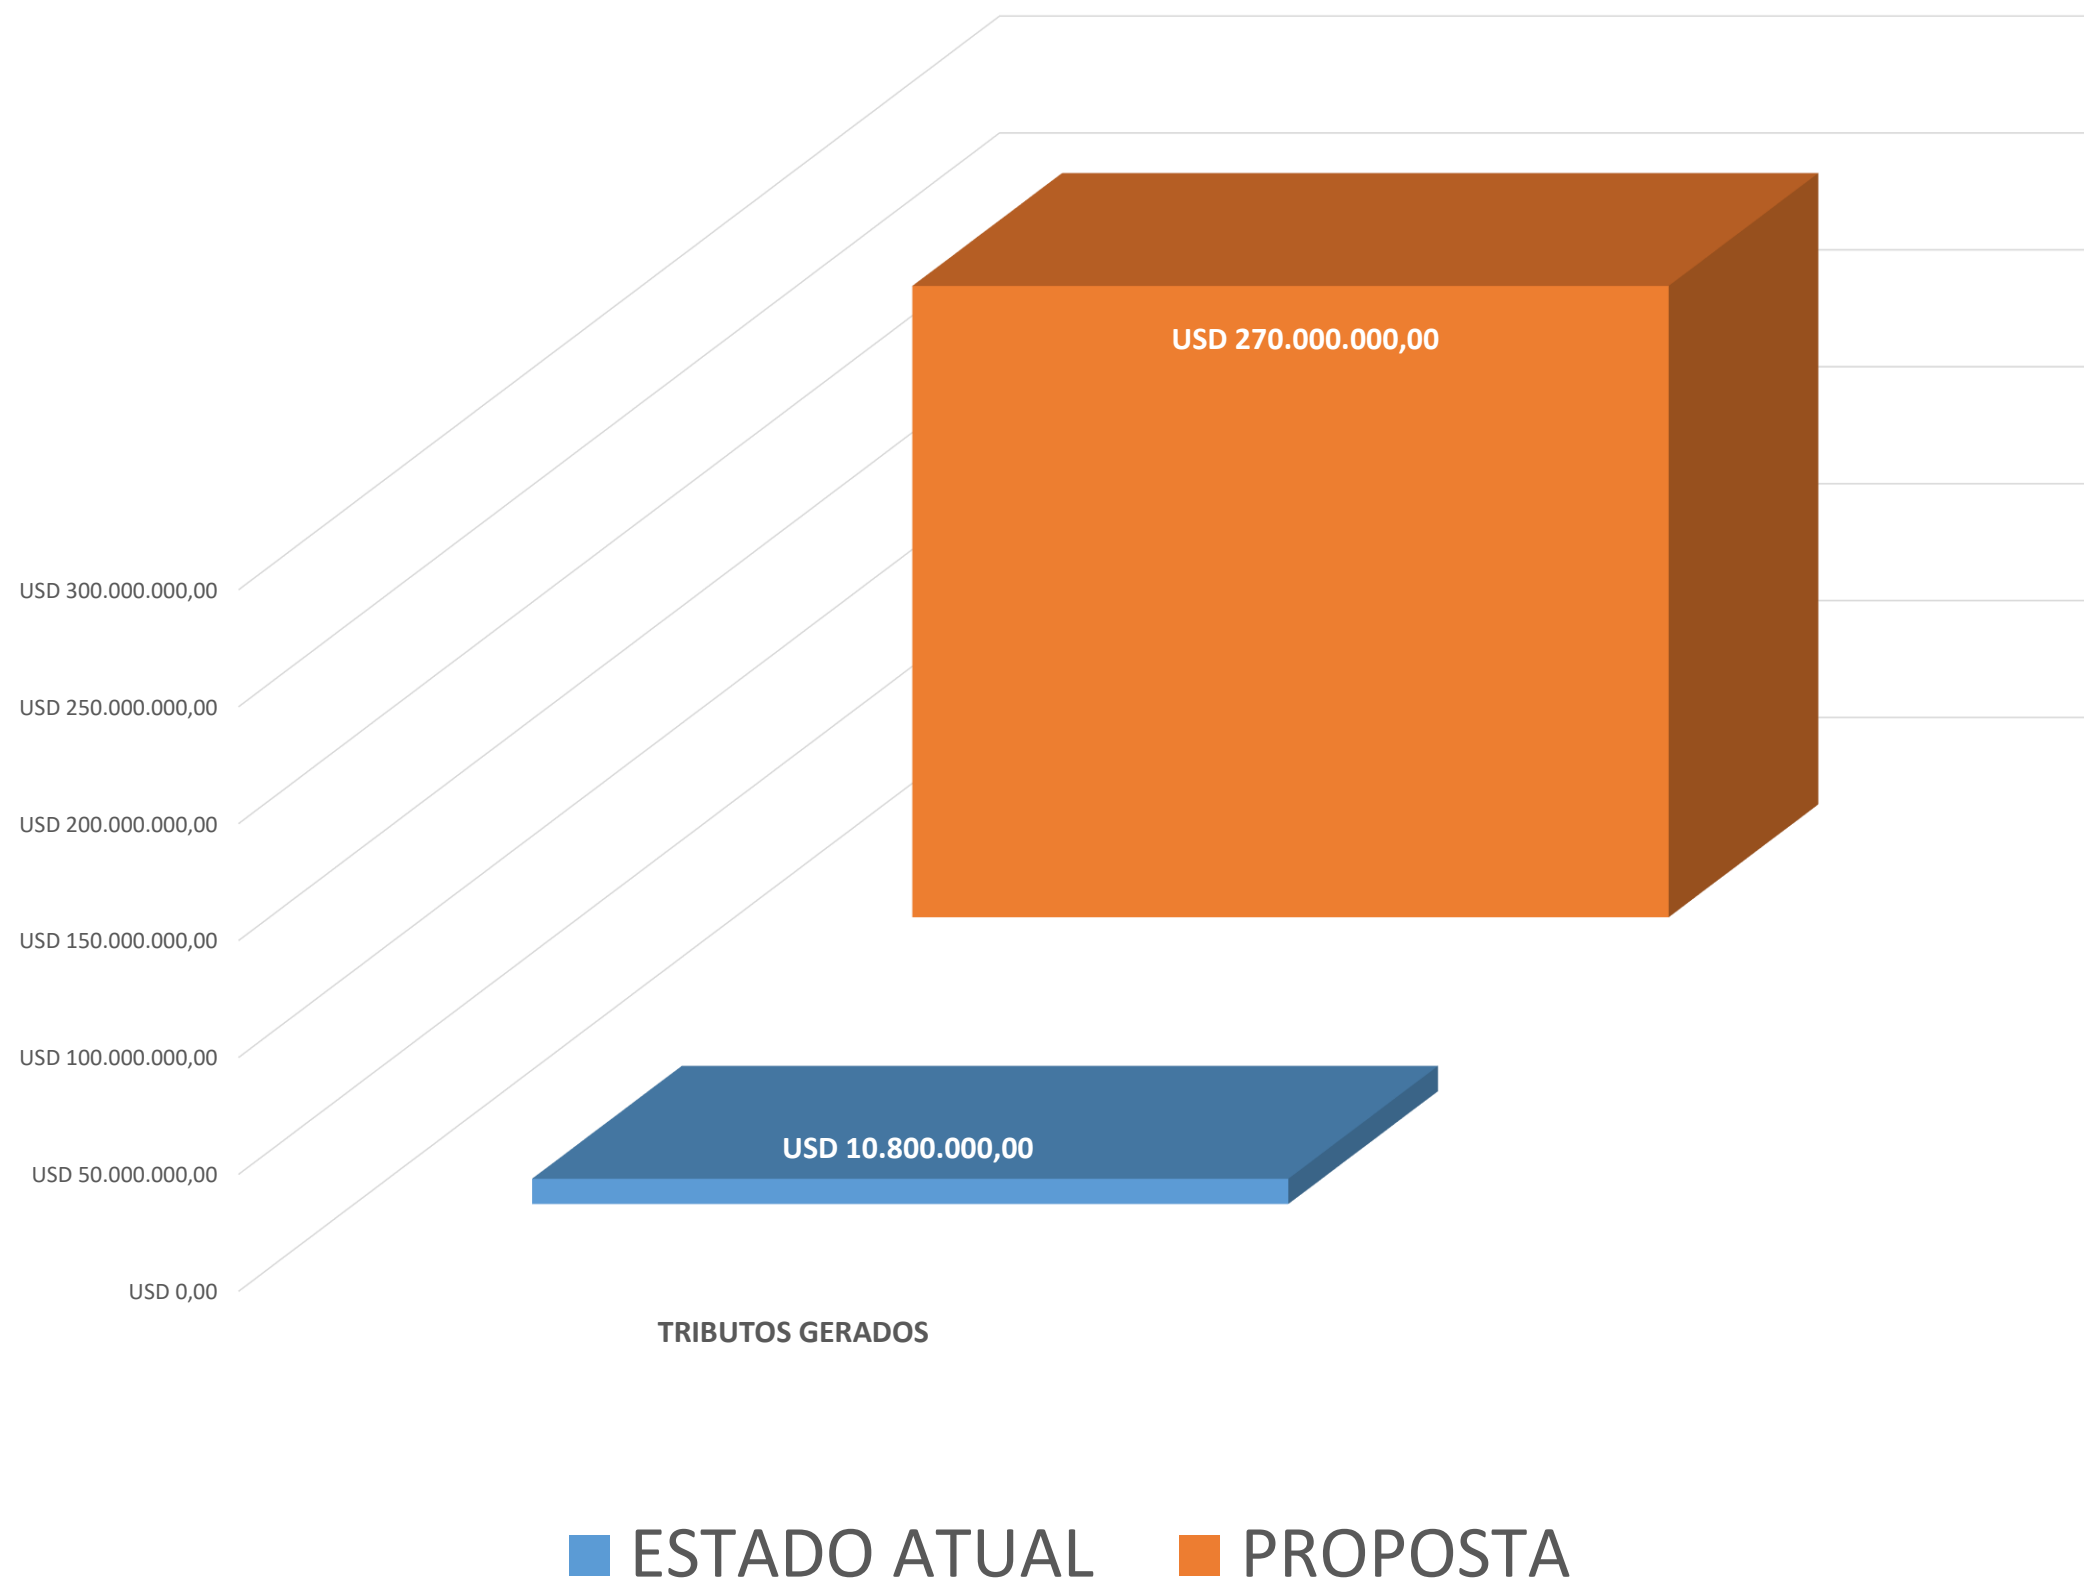 USD 270.000.000,00
USD 300.000.000,00
USD 250.000.000,00
USD 200.000.000,00
USD 150.000.000,00
USD 100.000.000,00
USD 10.800.000,00
USD 50.000.000,00
USD 0,00
TRIBUTOS GERADOS
ESTADO ATUAL PROPOSTA